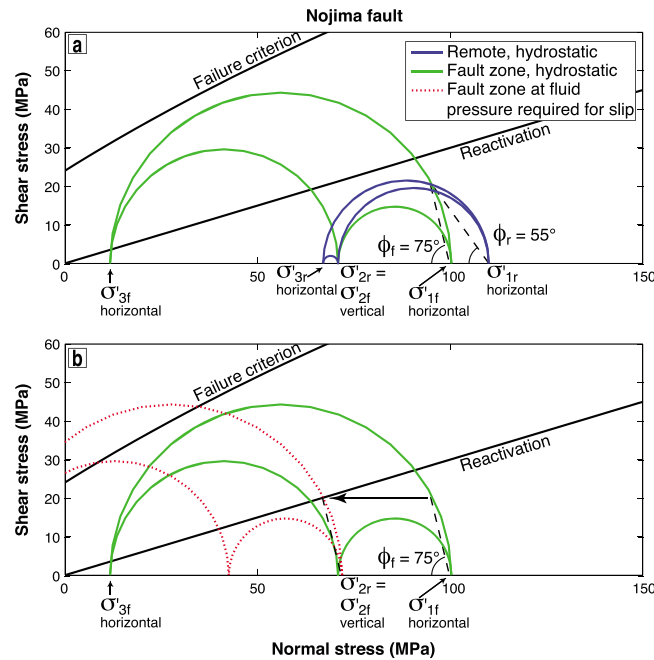 Nojima fault
a
Failure criterion
Remote, hydrostatic
Fault zone, hydrostatic
Fault zone at fluid
pressure required for slip
Reactivation
Shear stress (MPa)
60
50
40
30
20
10
0
ϕf = 75°
ϕr = 55°
0
50
100
150
σ'3f
horizontal
σ'3r
horizontal
σ'2r =
σ'2f
vertical
σ'1f
horizontal
σ'1r
horizontal
b
Failure criterion
Reactivation
Shear stress (MPa)
60
50
40
30
20
10
0
ϕf = 75°
0
50
100
150
σ'3f
horizontal
σ'2r =
σ'2f
vertical
σ'1f
horizontal
Normal stress (MPa)